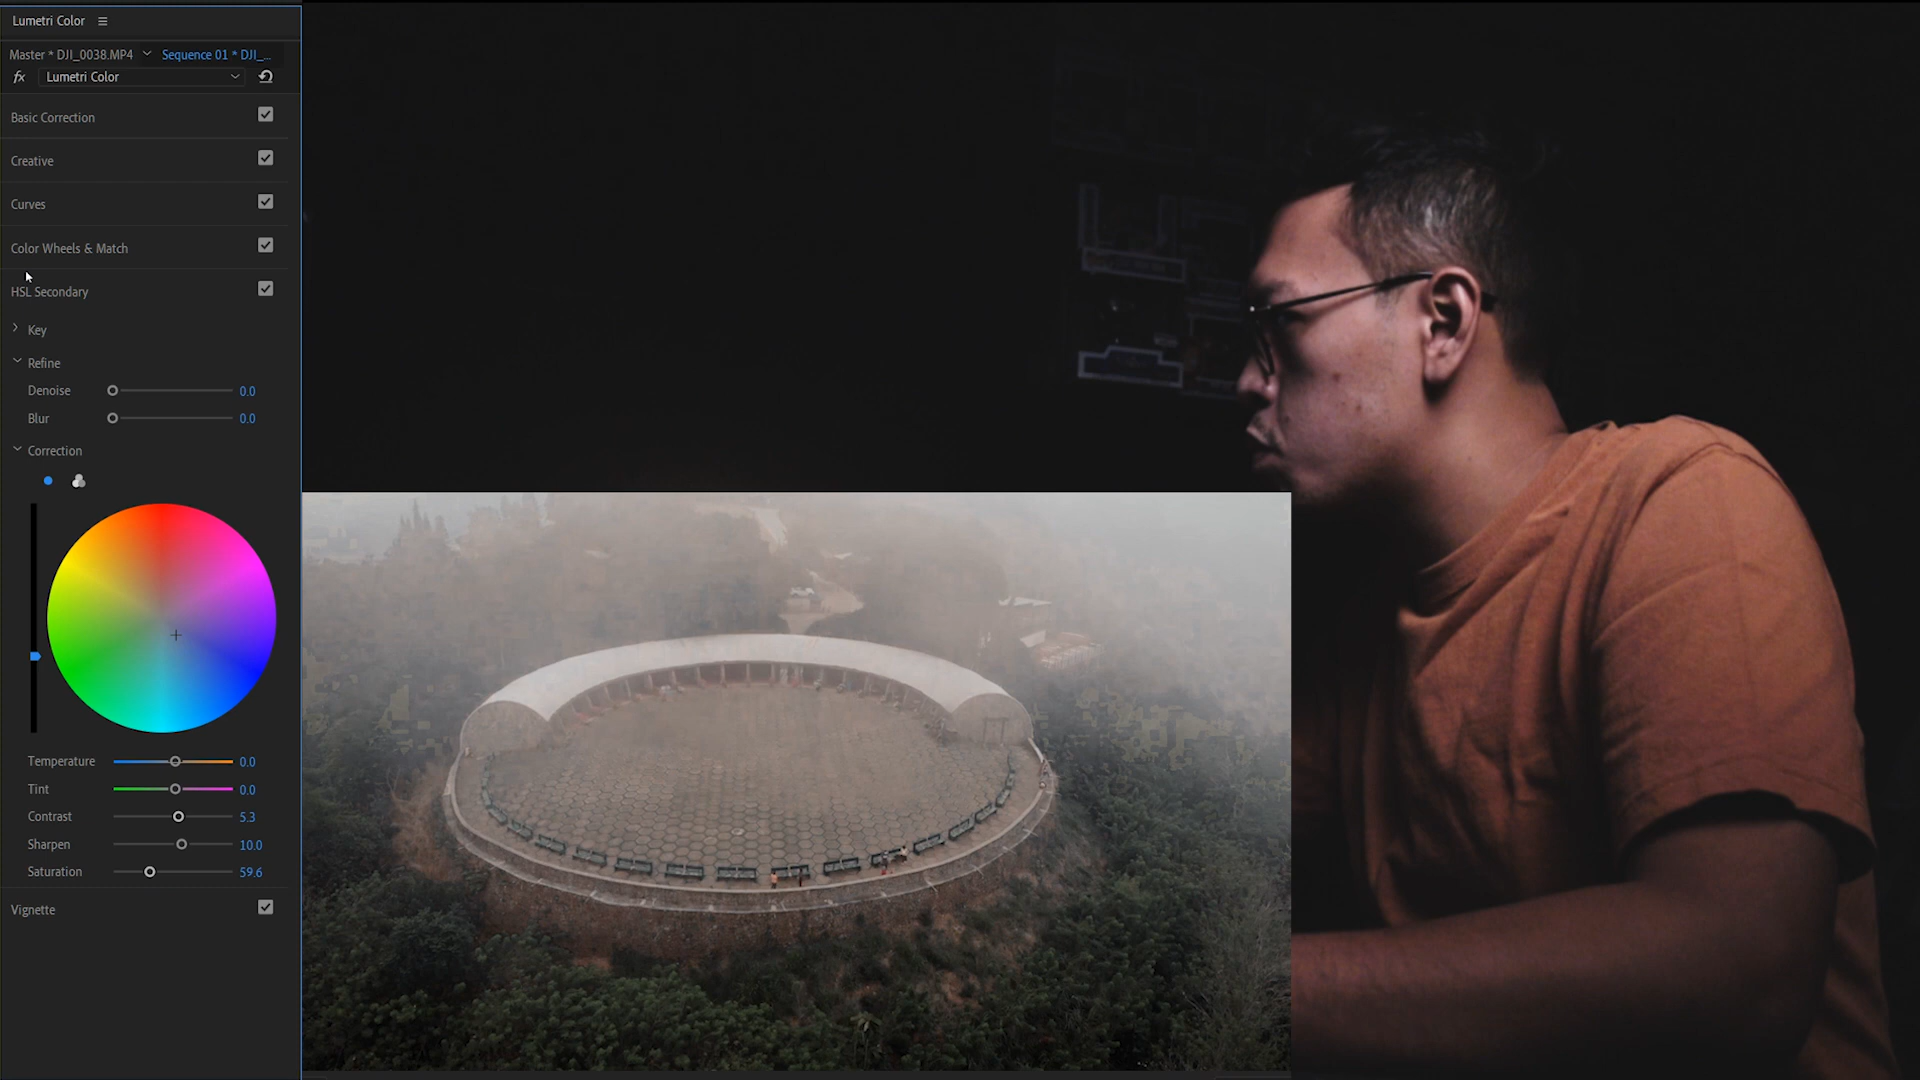 Lumetri Color
Master * DJI_0038.MP4 Sequence 01 * DJI_...
fx Lumetri Color
Basic Correction
Creative
Curves
Color Wheels & Match
HSL Secondary
Key
Refine
Denoise 0.0
Blur 0.0
Correction
Temperature 0.0
Tint 0.0
Contrast 5.3
Sharpen 10.0
Saturation 59.6
Vignette